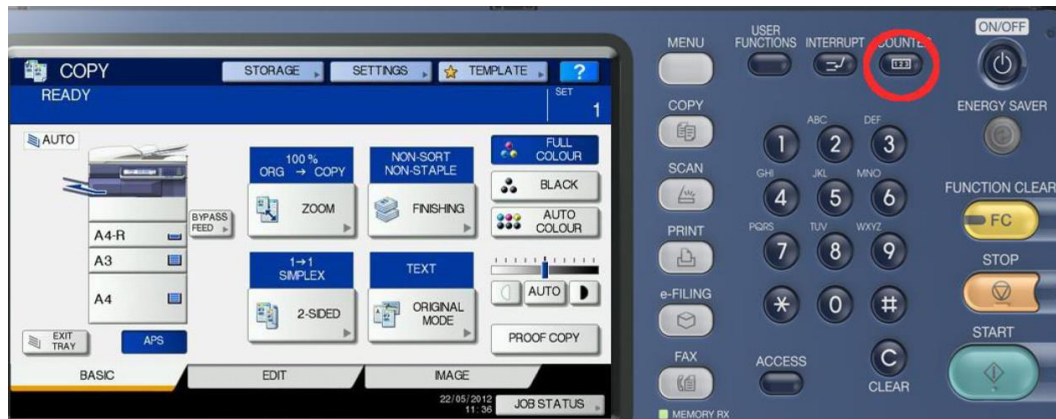 COPY
STORAGE
SETTINGS
TEMPLATE
?
READY
SET
1
AUTO
100 %
ORG → COPY
ZOOM
NON-SORT
NON-STAPLE
FINISHING
FULL
COLOUR
BLACK
AUTO
COLOUR
BYPASS
FEED
A4-R
A3
A4
1→1
SIMPLEX
2-SIDED
TEXT
ORIGINAL
MODE
AUTO
PROOF COPY
EXIT
TRAY
APS
BASIC
EDIT
IMAGE
22/05/2012
11:36
JOB STATUS
MENU
USER
FUNCTIONS
INTERRUPT
COUNTER
123
ON/OFF
COPY
ENERGY SAVER
SCAN
PRINT
e-FILING
FAX
MEMORY RX
1
ABC
2
DEF
3
GHI
4
JKL
5
MNO
6
PQRS
7
TUV
8
WXYZ
9
*
0
#
ACCESS
C
CLEAR
FUNCTION CLEAR
FC
STOP
START